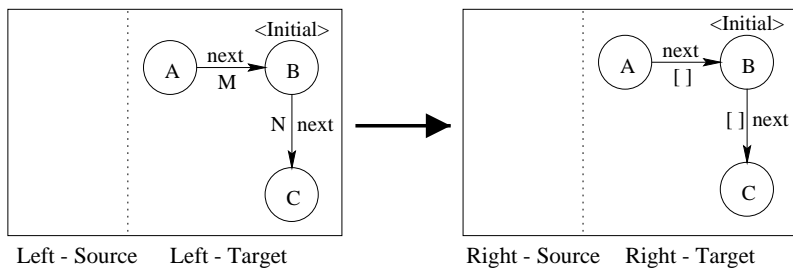 <Initial> <Initial>
next next
A B A B
M [ ]
N next [ ] next
C C
Left - Source Left - Target Right - Source Right - Target